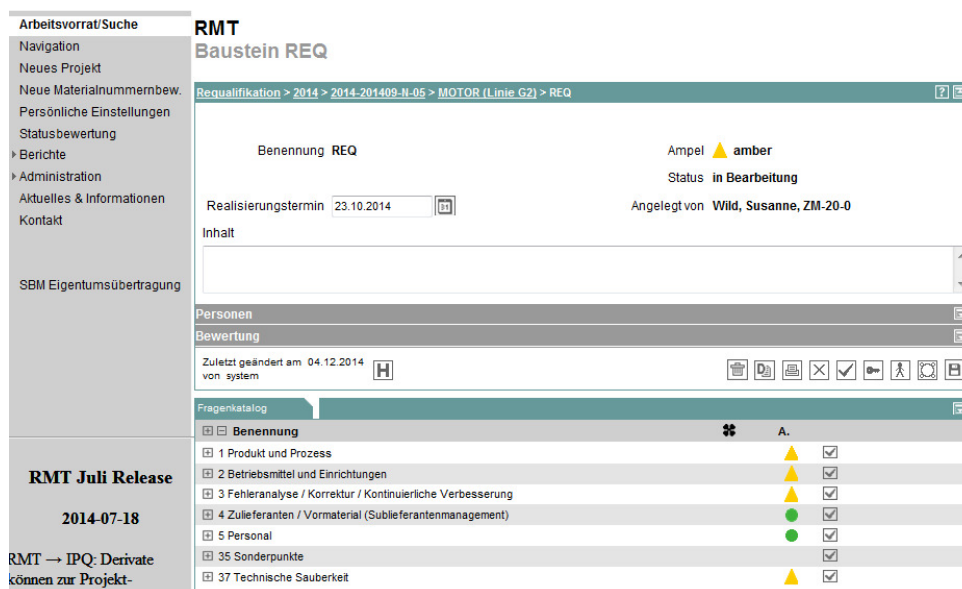 Arbeitsvorrat/Suche
Navigation
Neues Projekt
Neue Materialnummernbew.
Persönliche Einstellungen
Statusbewertung
Berichte
Administration
Aktuelles & Informationen
Kontakt
SBM Eigentumsübertragung
RMT Juli Release
2014-07-18
RMT → IPQ: Derivate
können zur Projekt-
RMT
Baustein REQ
Requalifikation > 2014 > 2014-201409-N-05 > MOTOR (Linie G2) > REQ
?
Benennung REQ
Ampel amber
Status in Bearbeitung
Realisierungstermin 23.10.2014 31
Angelegt von Wild, Susanne, ZM-20-0
Inhalt
Personen
Bewertung
Zuletzt geändert am 04.12.2014
von system
H
D
Fragenkatalog
Benennung A.
1 Produkt und Prozess
2 Betriebsmittel und Einrichtungen
3 Fehleranalyse / Korrektur / Kontinuierliche Verbesserung
4 Zulieferanten / Vormaterial (Sublieferantenmanagement)
5 Personal
35 Sonderpunkte
37 Technische Sauberkeit